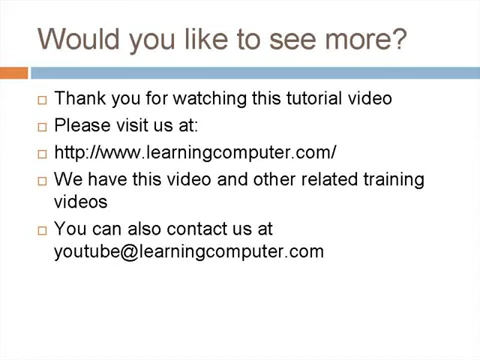 Would you like to see more?
Thank you for watching this tutorial video
Please visit us at:
http://www.learningcomputer.com/
We have this video and other related training
videos
You can also contact us at
youtube@learningcomputer.com